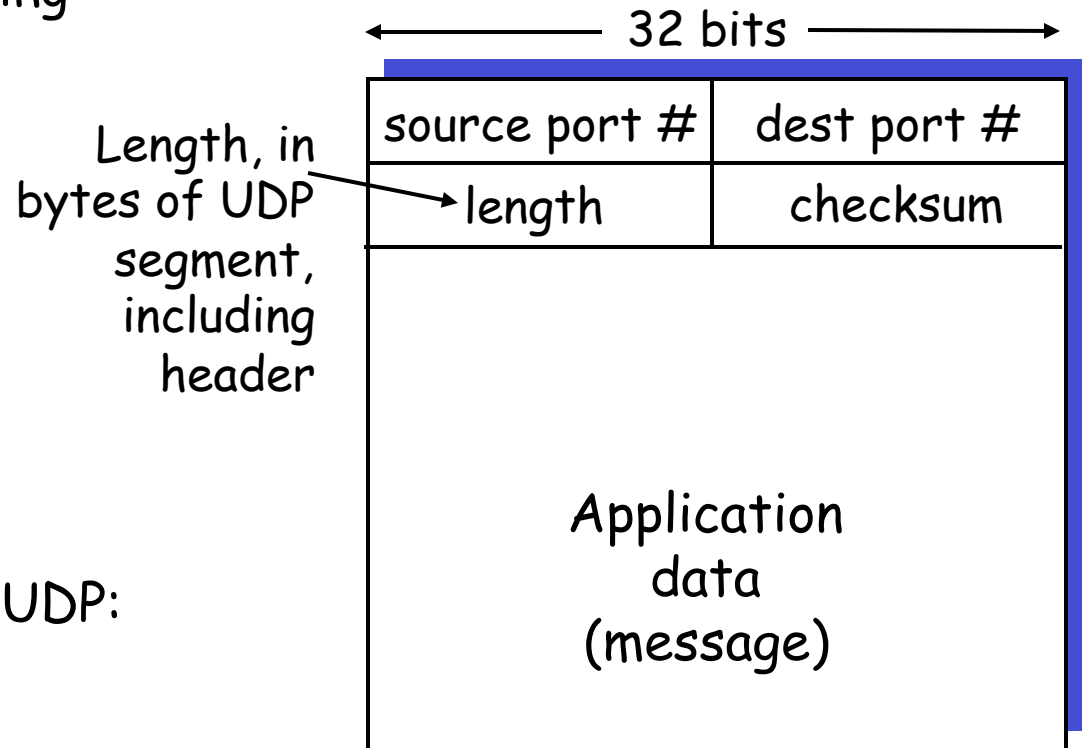 32 bits
source port #
dest port #
Length, in
bytes of UDP
segment,
including
header
length
checksum
Application
data
(message)
UDP: